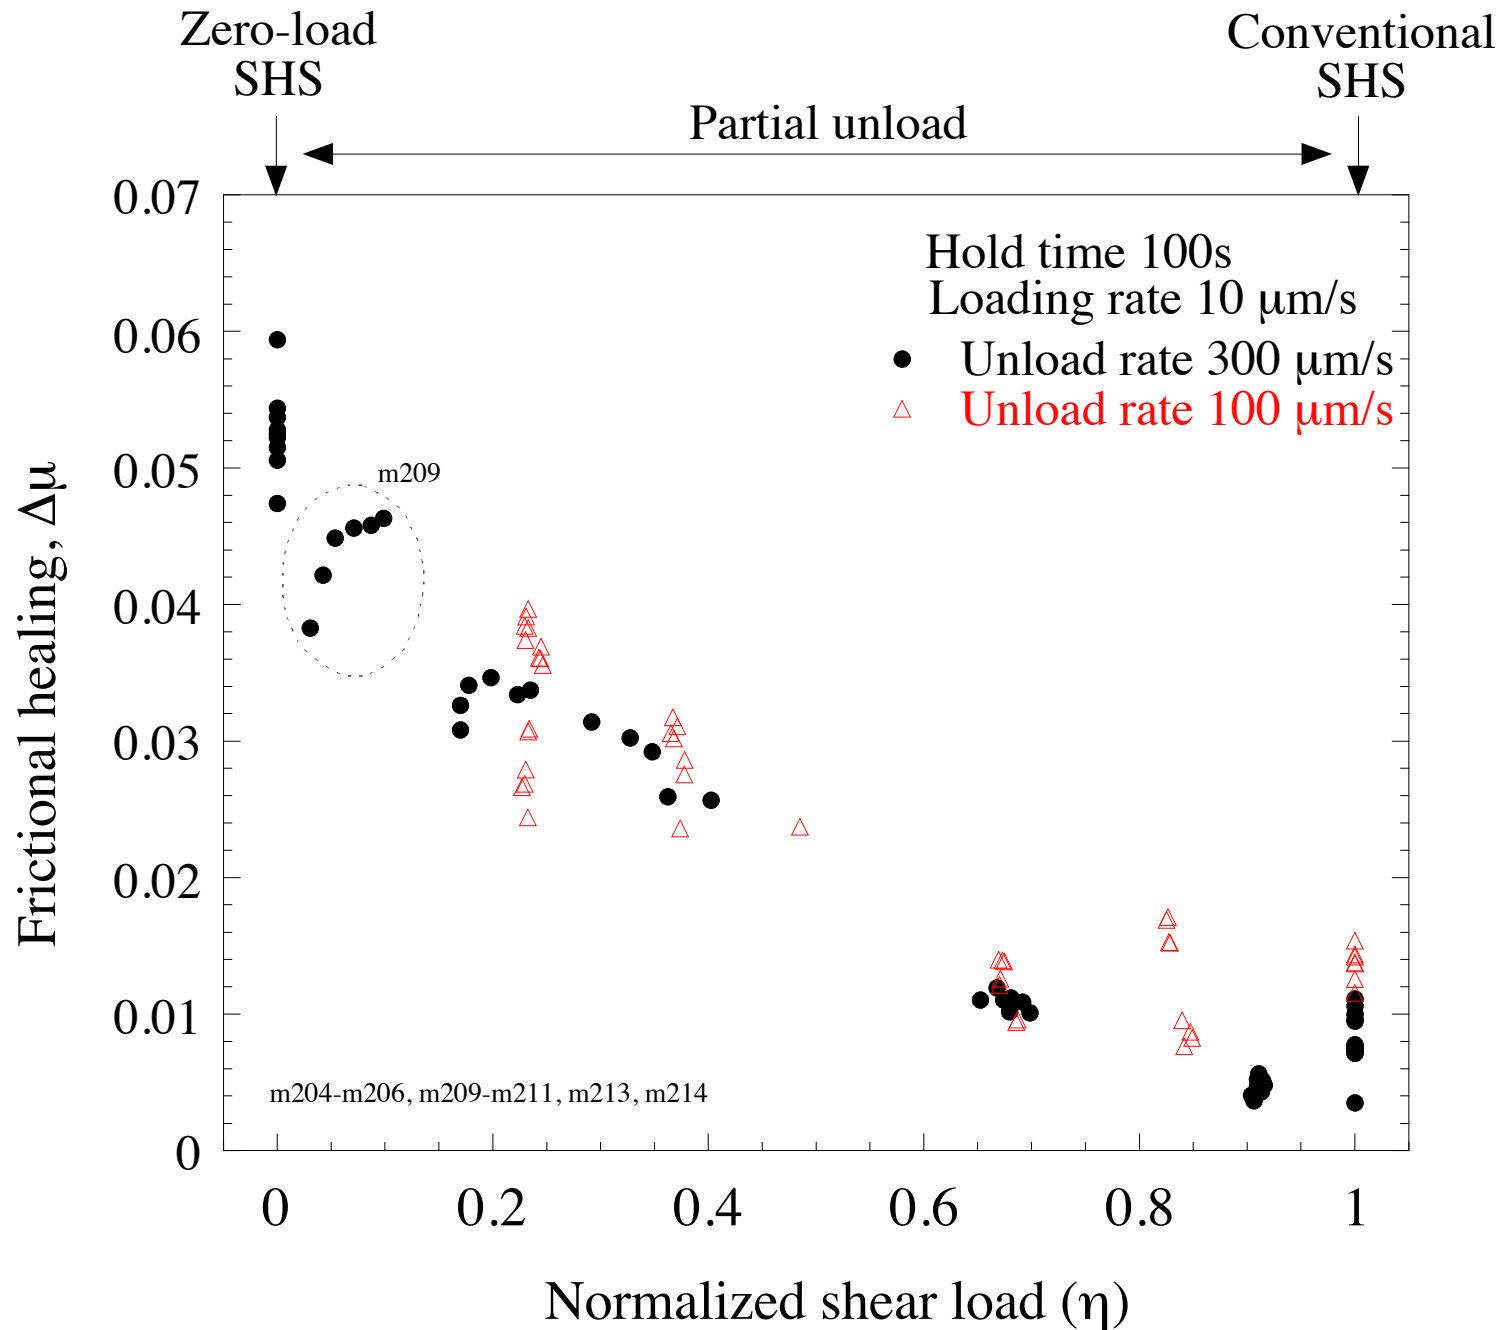 Zero-load
SHS
Conventional
SHS
Partial unload
0.07
0.06
0.05
0.04
0.03
0.02
0.01
0
Frictional healing, Δμ
Hold time 100s
Loading rate 10 μm/s
Unload rate 300 μm/s
Unload rate 100 μm/s
m209
m204-m206, m209-m211, m213, m214
0 0.2 0.4 0.6 0.8 1
Normalized shear load (η)